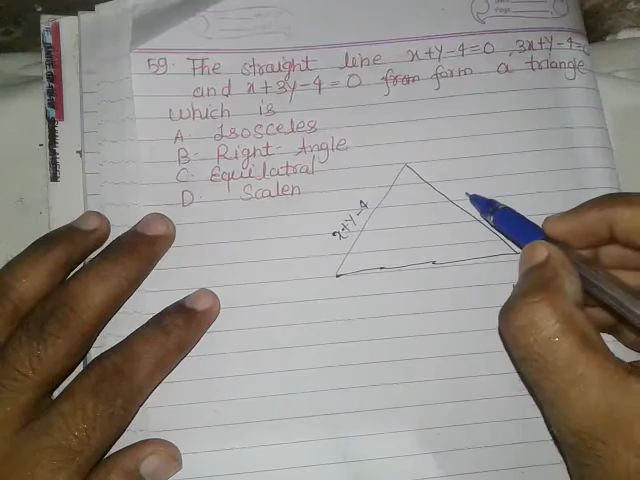 59. The straight line x+y-4=0, 3x+y-4=0
and x+3y-4=0 from form a triangle
which is
A. Isosceles
B. Right-Angle
C. Equilatral
D. Scalen
x+y-4